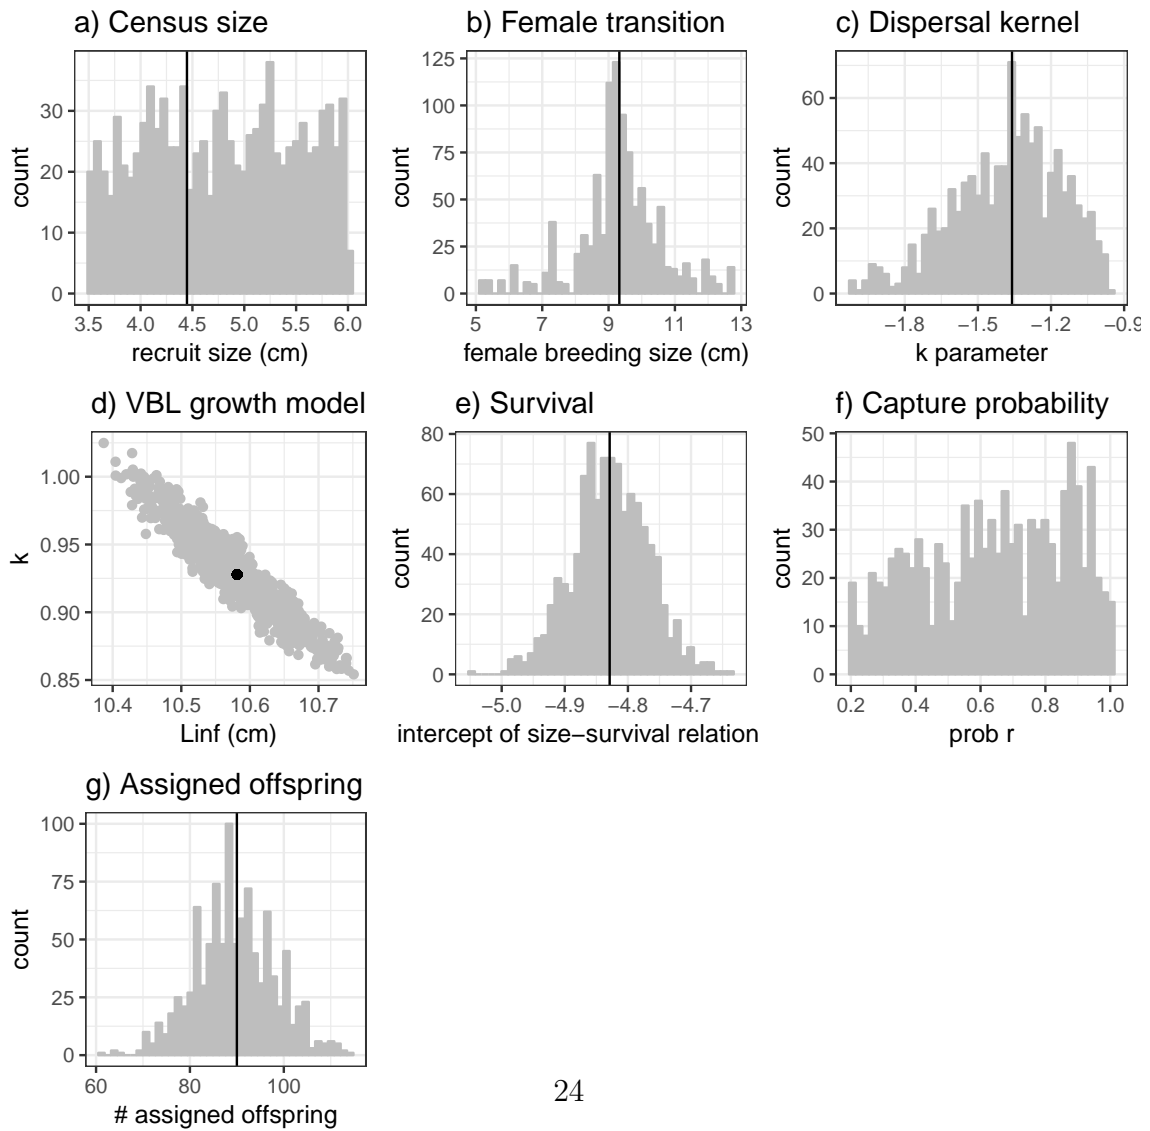 a) Census size
b) Female transition
c) Dispersal kernel
count
0
10
20
30
3.5 4.0 4.5 5.0 5.5 6.0
recruit size (cm)
count
0
25
50
75
100
125
5 7 9 11 13
female breeding size (cm)
count
0
20
40
60
−1.8 −1.5 −1.2 −0.9
k parameter
d) VBL growth model
e) Survival
f) Capture probability
k
0.85
0.90
0.95
1.00
10.4 10.5 10.6 10.7
Linf (cm)
count
0
20
40
60
80
−5.0 −4.9 −4.8 −4.7
intercept of size−survival relation
count
0
10
20
30
40
50
0.2 0.4 0.6 0.8 1.0
prob r
g) Assigned offspring
count
0
25
50
75
100
60 80 100
# assigned offspring
24